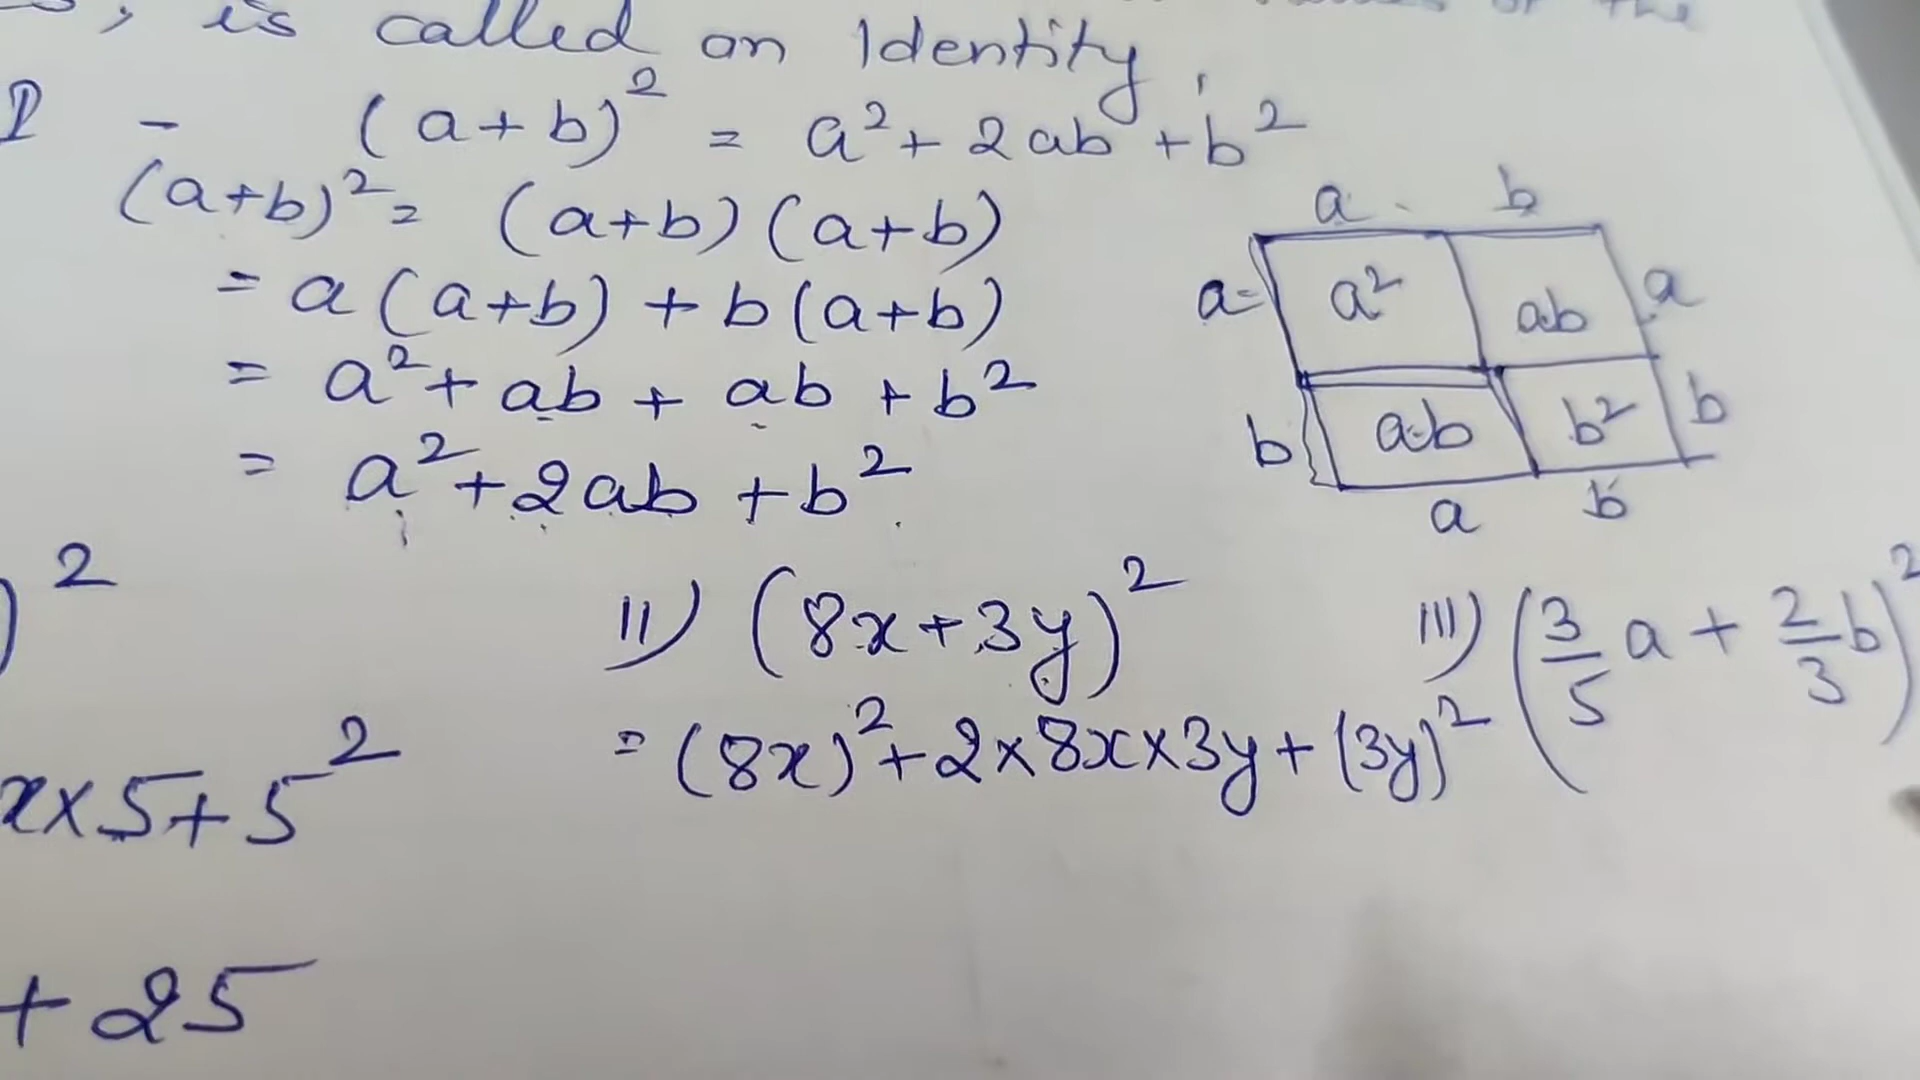 is called an Identity,
I - (a+b)² = a² + 2ab + b²
(a+b)² = (a+b)(a+b)
= a(a+b) + b(a+b)
= a² + ab + ab + b²
= a² + 2ab + b²
a b
a a² ab a
b ab b² b
a b
)²
x×5+5²
+ 25
II) (8x+3y)²
= (8x)² + 2×8x×3y + (3y)²
III) (3/5 a + 2/3 b)²